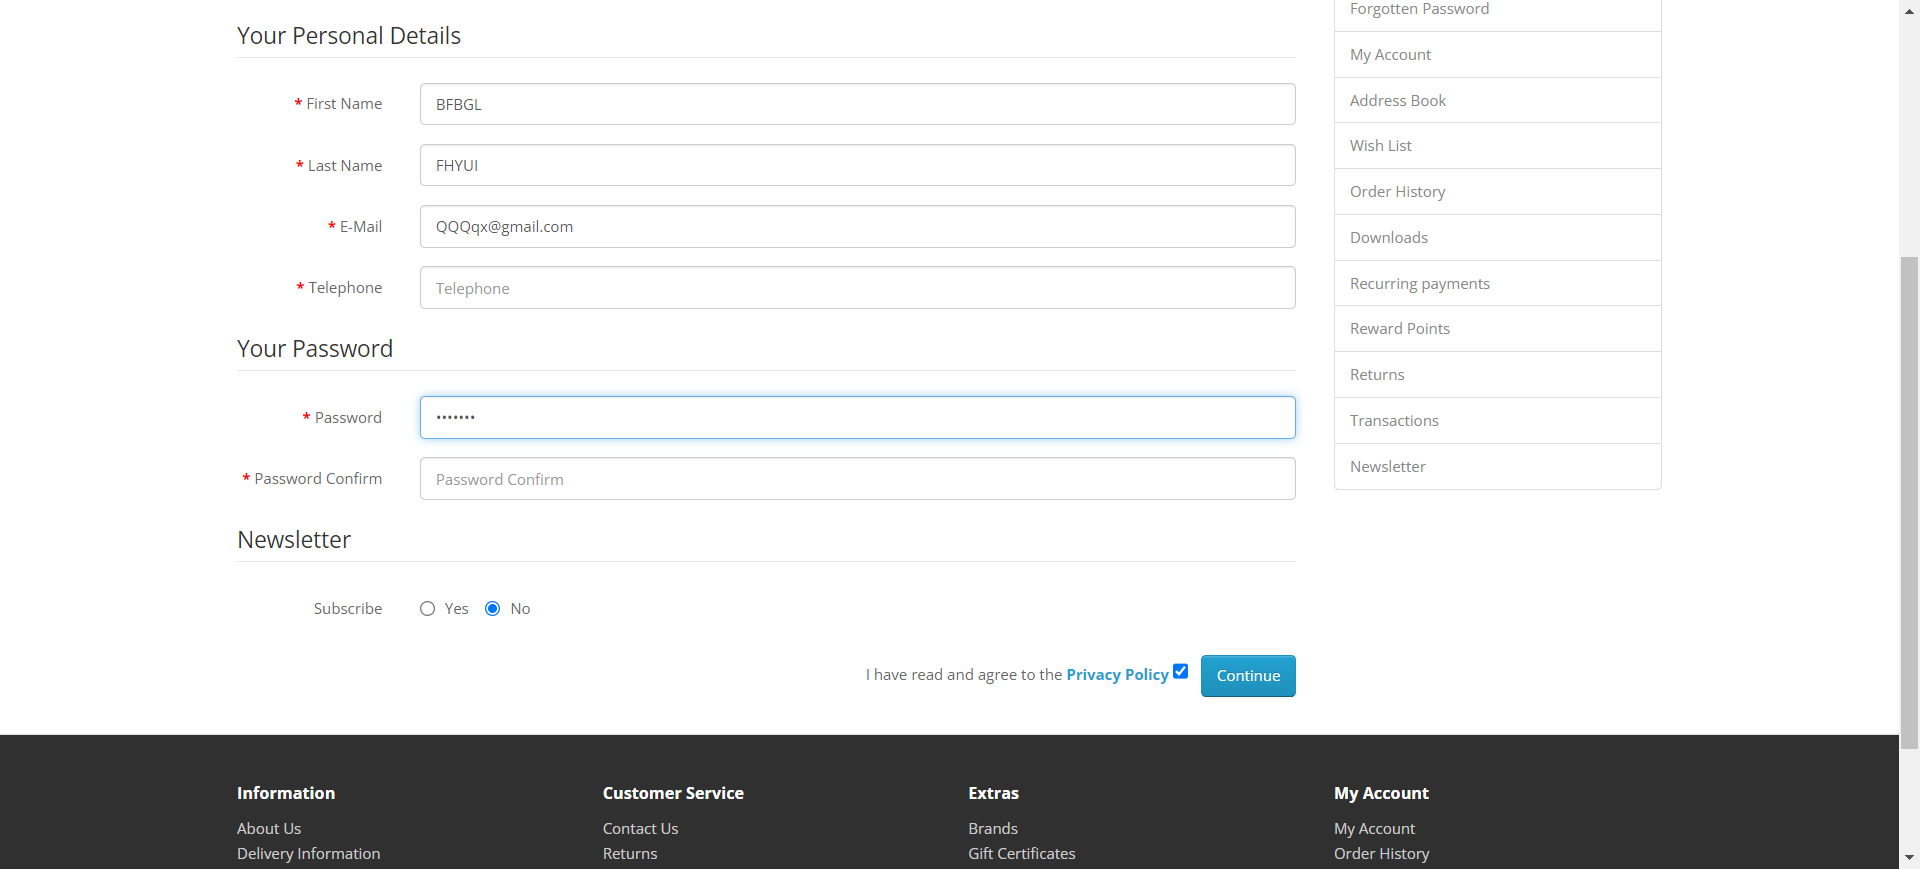 Forgotten Password
Your Personal Details
My Account
* First Name BFBGL
Address Book
Wish List
* Last Name FHYUI
Order History
* E-Mail QQQqx@gmail.com
Downloads
* Telephone Telephone
Recurring payments
Reward Points
Your Password
Returns
* Password •••••••
Transactions
Newsletter
* Password Confirm Password Confirm
Newsletter
Subscribe Yes No
I have read and agree to the Privacy Policy Continue
Information Customer Service Extras My Account
About Us Contact Us Brands My Account
Delivery Information Returns Gift Certificates Order History